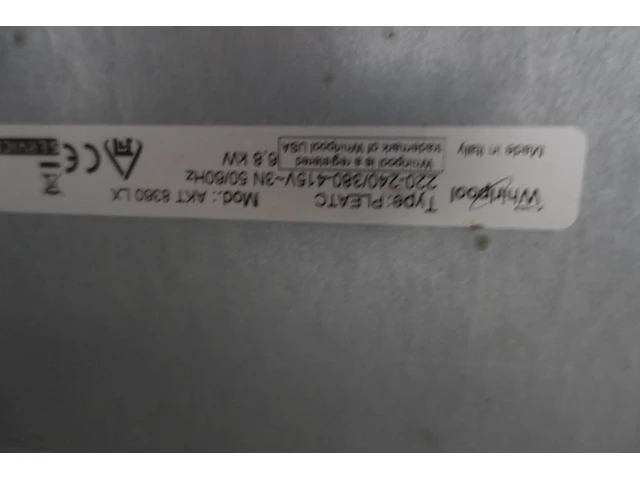 Whirlpool
Type: PLEATC Mod.: AKT 8360 LX
220-240/380-415V~3N 50/60Hz
Whirlpool is a registered
trademark of Whirlpool USA
6,8 kW
Made in Italy
CE
SERVICE